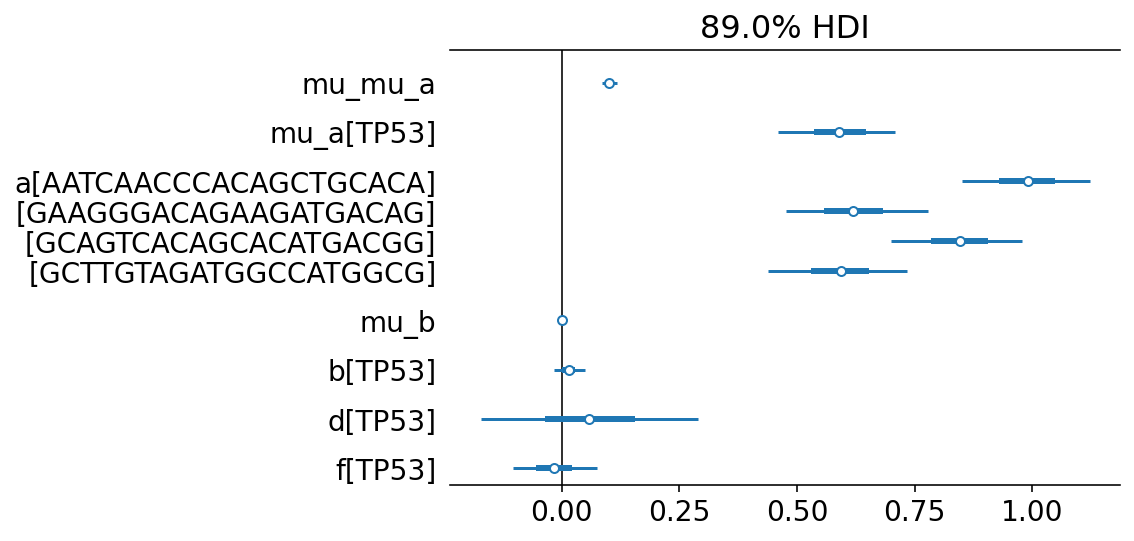 89.0% HDI
mu_mu_a
mu_a[TP53]
a[AATCAACCCACAGCTGCACA]
[GAAGGGACAGAAGATGACAG]
[GCAGTCACAGCACATGACGG]
[GCTTGTAGATGGCCATGGCG]
mu_b
b[TP53]
d[TP53]
f[TP53]
0.00 0.25 0.50 0.75 1.00